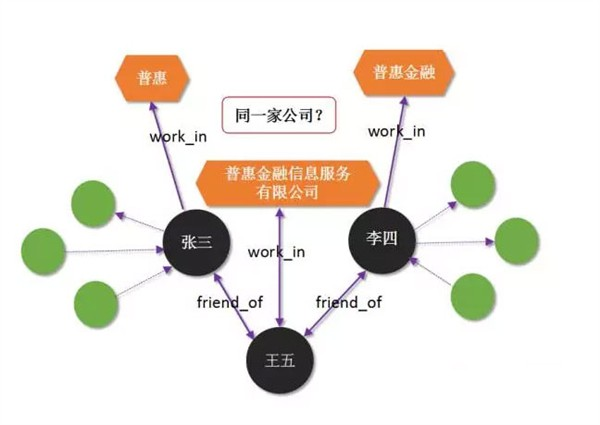 普惠
普惠金融
同一家公司？
work_in
work_in
普惠金融信息服务
有限公司
张三
李四
work_in
friend_of
friend_of
王五